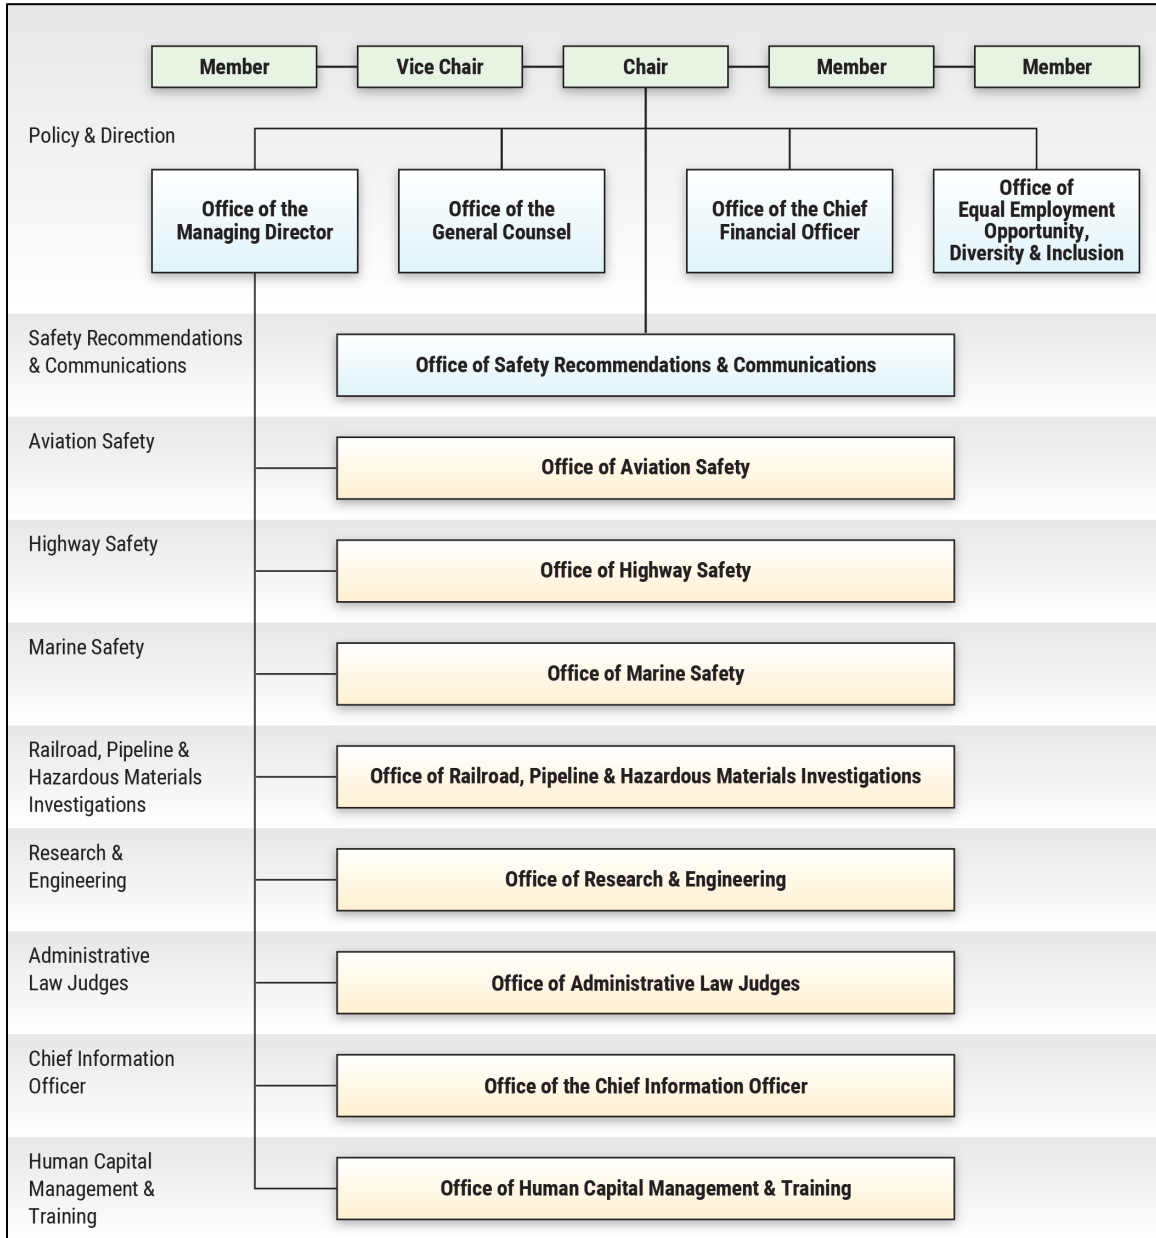 Member
Vice Chair
Chair
Member
Member
Policy & Direction
Office of the
Managing Director
Office of the
General Counsel
Office of the Chief
Financial Officer
Office of
Equal Employment
Opportunity,
Diversity & Inclusion
Safety Recommendations
& Communications
Office of Safety Recommendations & Communications
Aviation Safety
Office of Aviation Safety
Highway Safety
Office of Highway Safety
Marine Safety
Office of Marine Safety
Railroad, Pipeline &
Hazardous Materials
Investigations
Office of Railroad, Pipeline & Hazardous Materials Investigations
Research &
Engineering
Office of Research & Engineering
Administrative
Law Judges
Office of Administrative Law Judges
Chief Information
Officer
Office of the Chief Information Officer
Human Capital
Management &
Training
Office of Human Capital Management & Training